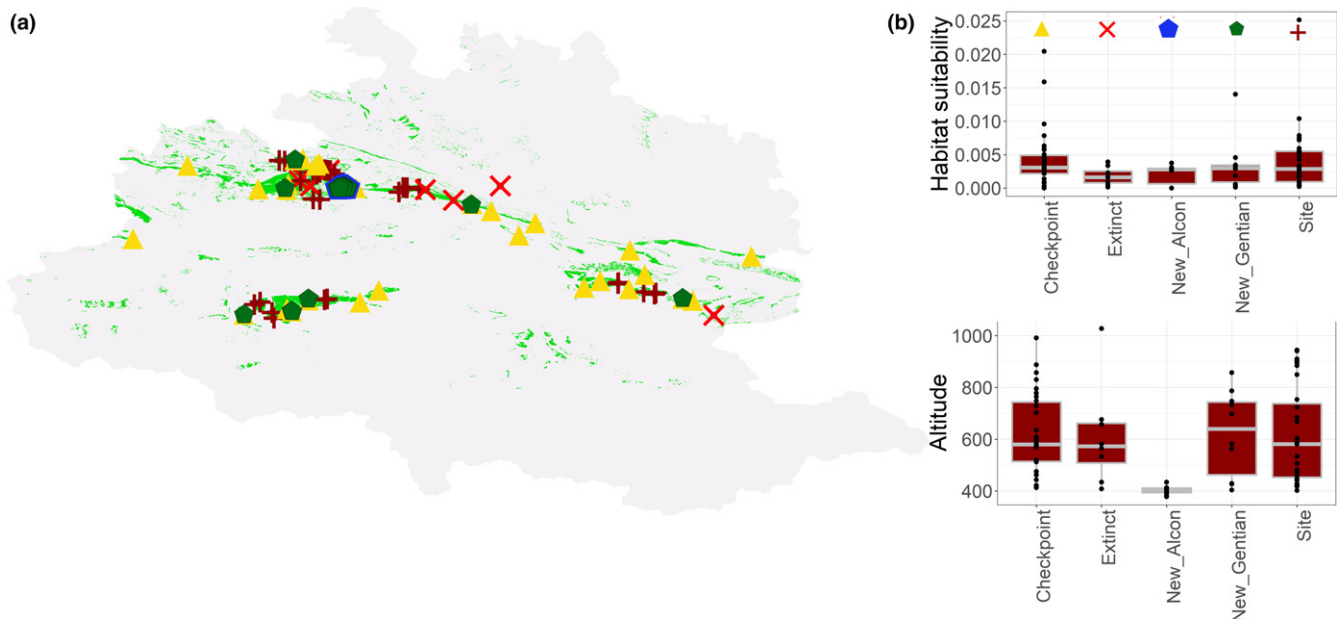 (a)
(b)
Habitat suitability
0.025
0.020
0.015
0.010
0.005
0.000
Checkpoint
Extinct
New_Alcon
New_Gentian
Site
Altitude
1000
800
600
400
Checkpoint
Extinct
New_Alcon
New_Gentian
Site